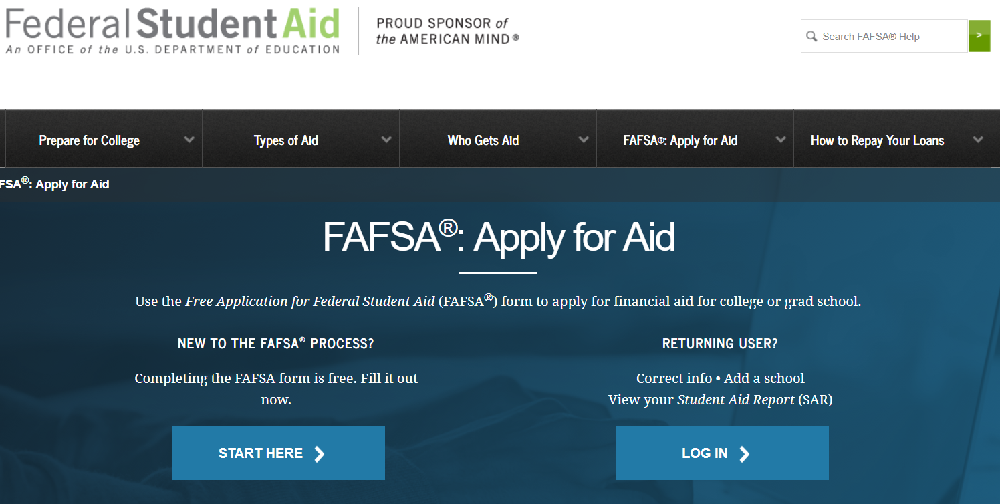 Federal Student Aid
An OFFICE of the U.S. DEPARTMENT of EDUCATION
PROUD SPONSOR of
the AMERICAN MIND®
Search FAFSA® Help
>
Prepare for College
Types of Aid
Who Gets Aid
FAFSA®: Apply for Aid
How to Repay Your Loans
FSA®: Apply for Aid
FAFSA®: Apply for Aid
Use the Free Application for Federal Student Aid (FAFSA®) form to apply for financial aid for college or grad school.
NEW TO THE FAFSA® PROCESS?
Completing the FAFSA form is free. Fill it out
now.
START HERE
RETURNING USER?
Correct info • Add a school
View your Student Aid Report (SAR)
LOG IN